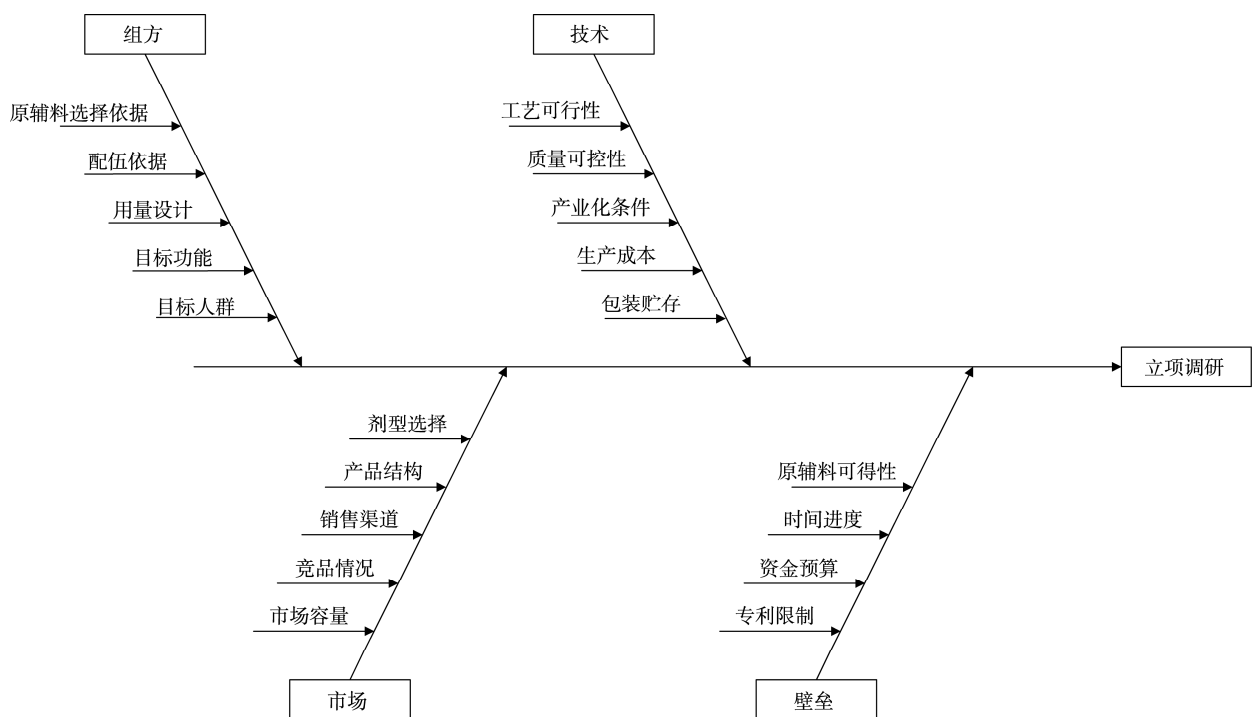 组方
原辅料选择依据
配伍依据
用量设计
目标功能
目标人群
技术
工艺可行性
质量可控性
产业化条件
生产成本
包装贮存
立项调研
剂型选择
产品结构
销售渠道
竞品情况
市场容量
市场
原辅料可得性
时间进度
资金预算
专利限制
壁垒